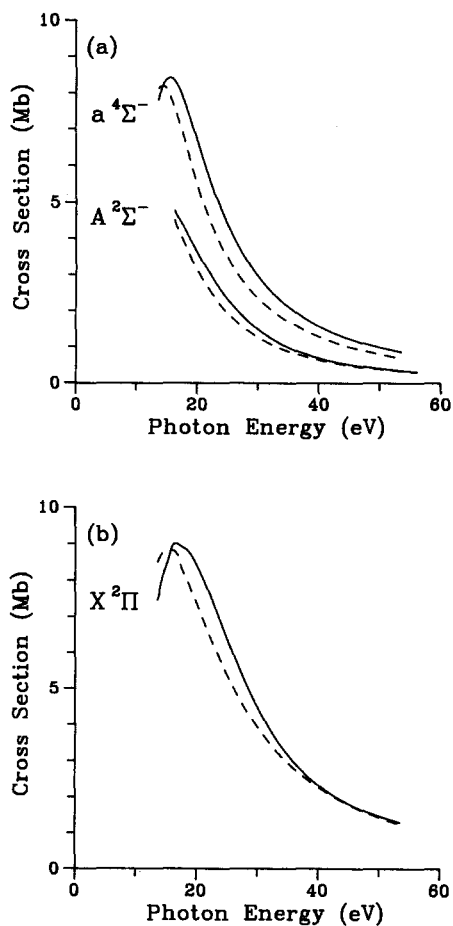 10
(a)
a ⁴Σ⁻
5
A ²Σ⁻
Cross Section (Mb)
0
0 20 40 60
Photon Energy (eV)
10
(b)
X ²Π
5
Cross Section (Mb)
0
0 20 40 60
Photon Energy (eV)